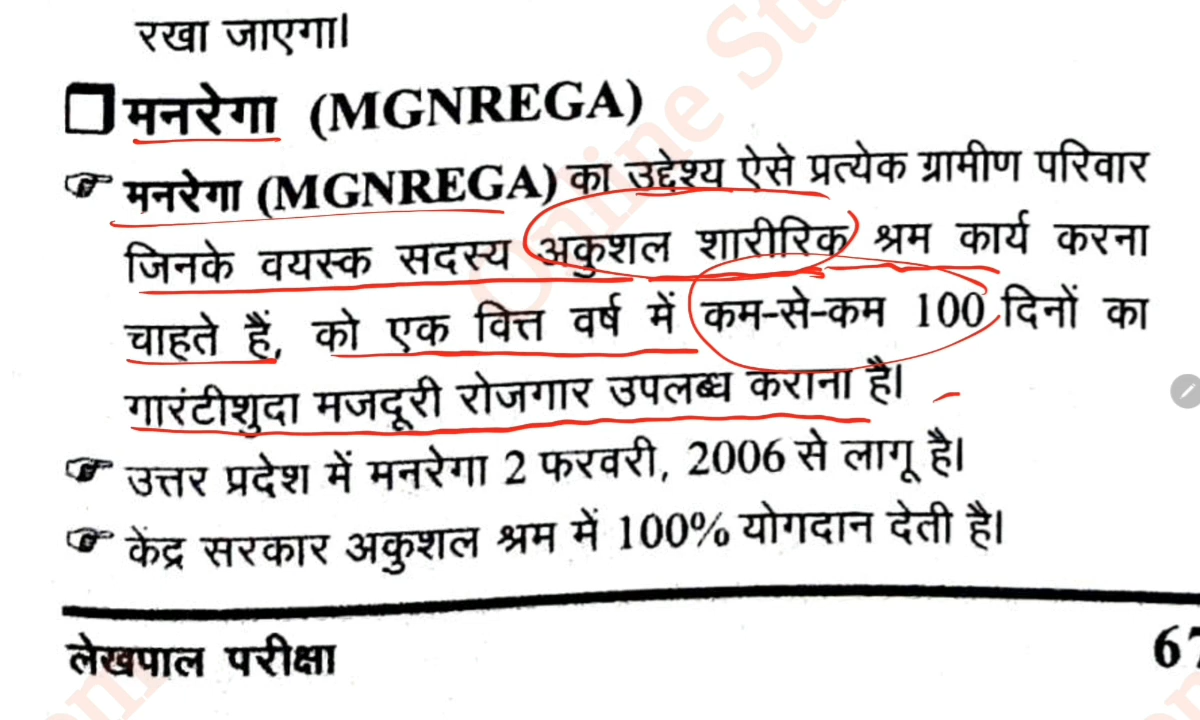 रखा जाएगा।
मनरेगा (MGNREGA)
मनरेगा (MGNREGA) का उद्देश्य ऐसे प्रत्येक ग्रामीण परिवार
जिनके वयस्क सदस्य अकुशल शारीरिक श्रम कार्य करना
चाहते हैं, को एक वित्त वर्ष में कम-से-कम 100 दिनों का
गारंटीशुदा मजदूरी रोजगार उपलब्ध कराना है।
उत्तर प्रदेश में मनरेगा 2 फरवरी, 2006 से लागू है।
केंद्र सरकार अकुशल श्रम में 100% योगदान देती है।
लेखपाल परीक्षा
Online